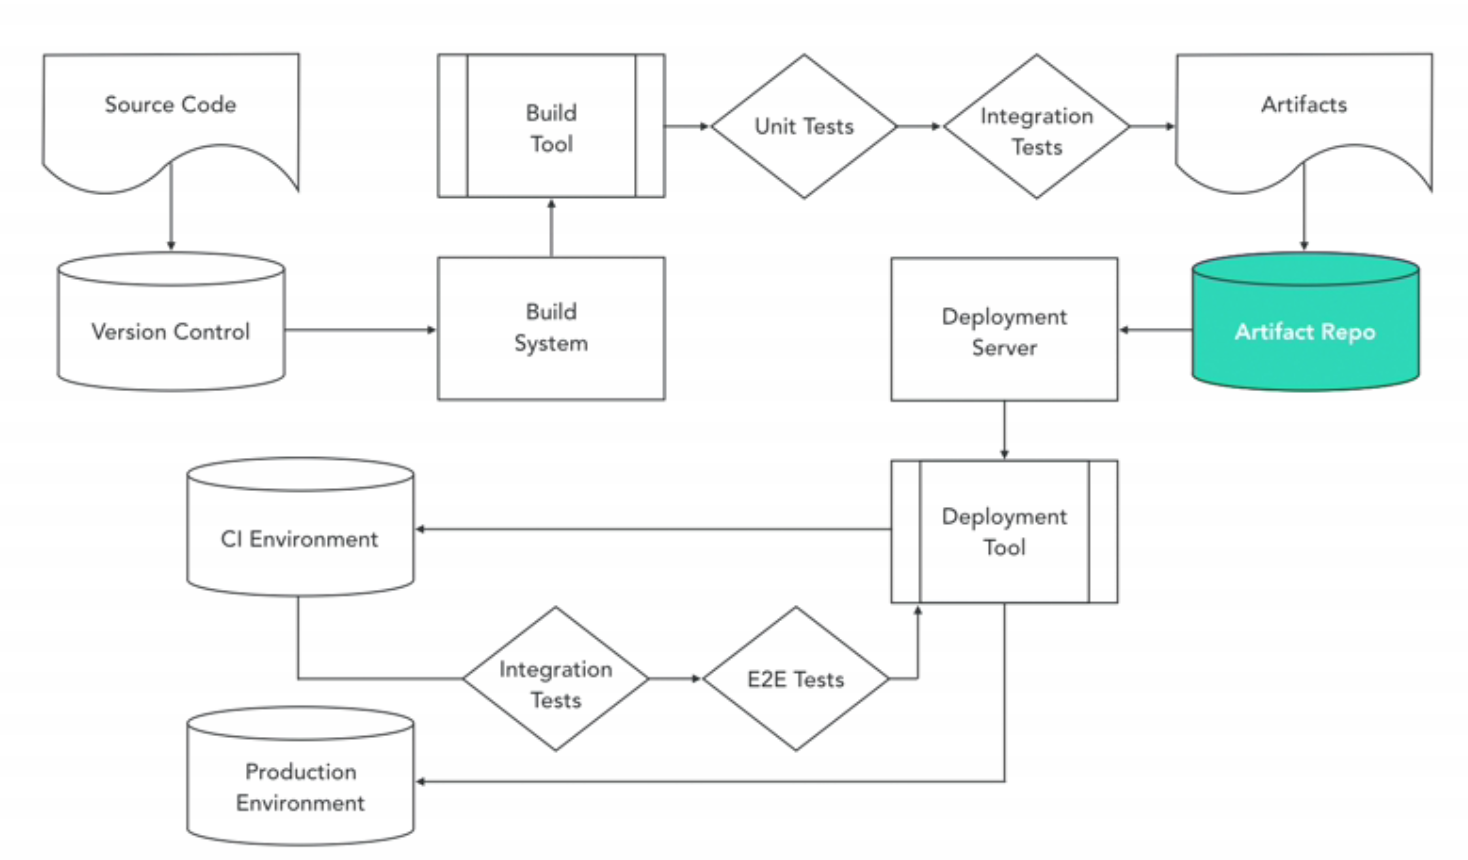 Source Code
Build
Tool
Unit Tests
Integration
Tests
Artifacts
Version Control
Build
System
Deployment
Server
Artifact Repo
CI Environment
Deployment
Tool
Integration
Tests
E2E Tests
Production
Environment